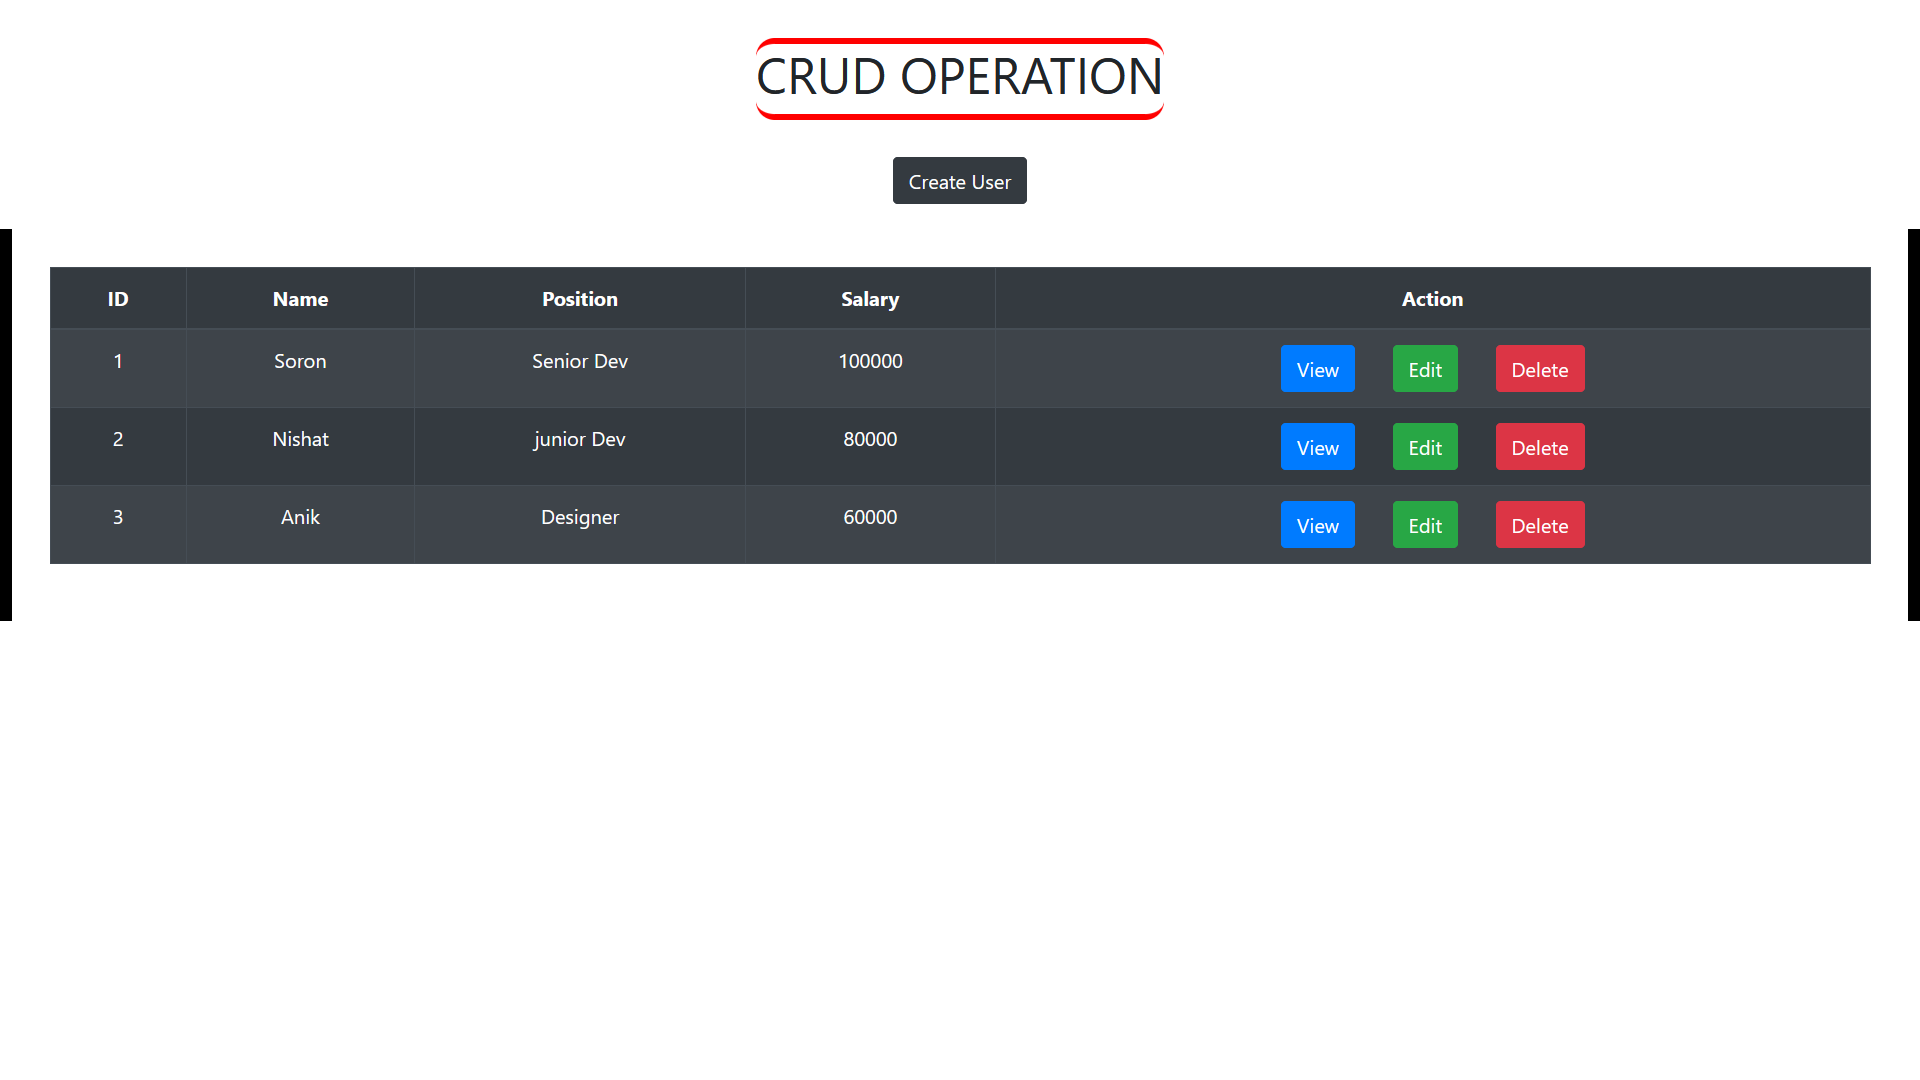 CRUD OPERATION
Create User
ID Name Position Salary Action
1 Soron Senior Dev 100000 View Edit Delete
2 Nishat junior Dev 80000 View Edit Delete
3 Anik Designer 60000 View Edit Delete